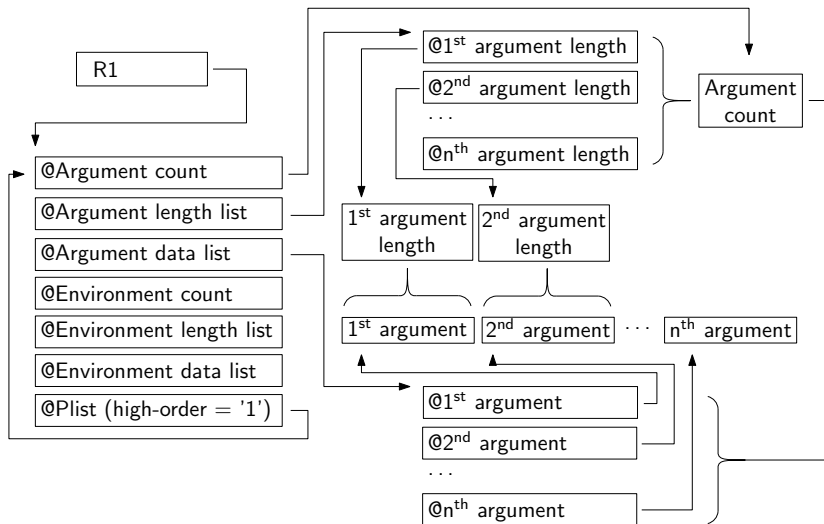 R1
@Argument count
@Argument length list
@Argument data list
@Environment count
@Environment length list
@Environment data list
@Plist (high-order = '1')
@1st argument length
@2nd argument length
...
@nth argument length
Argument
count
1st argument
length
2nd argument
length
1st argument
2nd argument
...
nth argument
@1st argument
@2nd argument
...
@nth argument